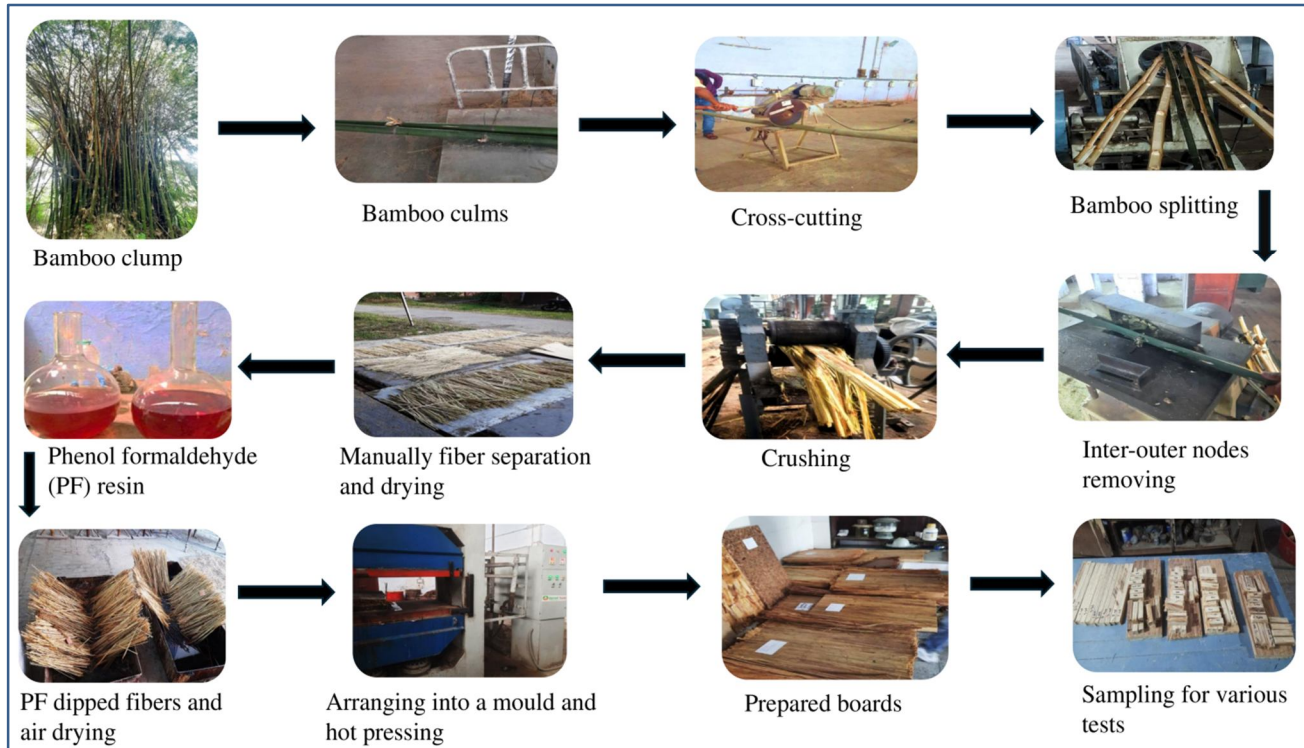 Bamboo clump
Bamboo culms
Cross-cutting
Bamboo splitting
Inter-outer nodes
removing
Crushing
Manually fiber separation
and drying
Phenol formaldehyde
(PF) resin
PF dipped fibers and
air drying
Arranging into a mould and
hot pressing
Prepared boards
Sampling for various
tests